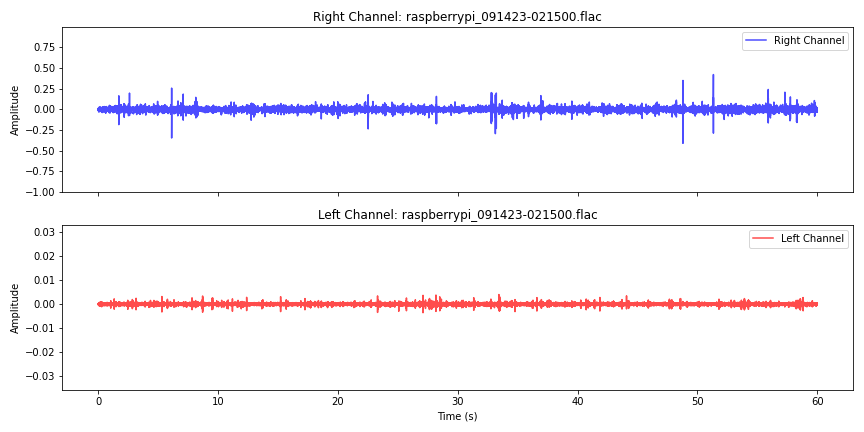 Right Channel: raspberrypi_091423-021500.flac
Right Channel
Amplitude
0.75
0.50
0.25
0.00
−0.25
−0.50
−0.75
−1.00
Left Channel: raspberrypi_091423-021500.flac
Left Channel
Amplitude
0.03
0.02
0.01
0.00
−0.01
−0.02
−0.03
0 10 20 30 40 50 60
Time (s)